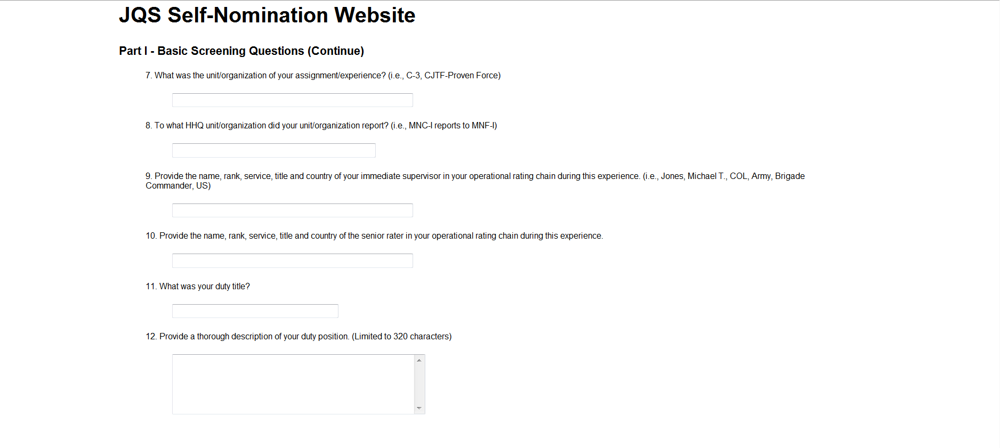 JQS Self-Nomination Website
Part I - Basic Screening Questions (Continue)
7. What was the unit/organization of your assignment/experience? (i.e., C-3, CJTF-Proven Force)
8. To what HHQ unit/organization did your unit/organization report? (i.e., MNC-I reports to MNF-I)
9. Provide the name, rank, service, title and country of your immediate supervisor in your operational rating chain during this experience. (i.e., Jones, Michael T., COL, Army, Brigade
Commander, US)
10. Provide the name, rank, service, title and country of the senior rater in your operational rating chain during this experience.
11. What was your duty title?
12. Provide a thorough description of your duty position. (Limited to 320 characters)